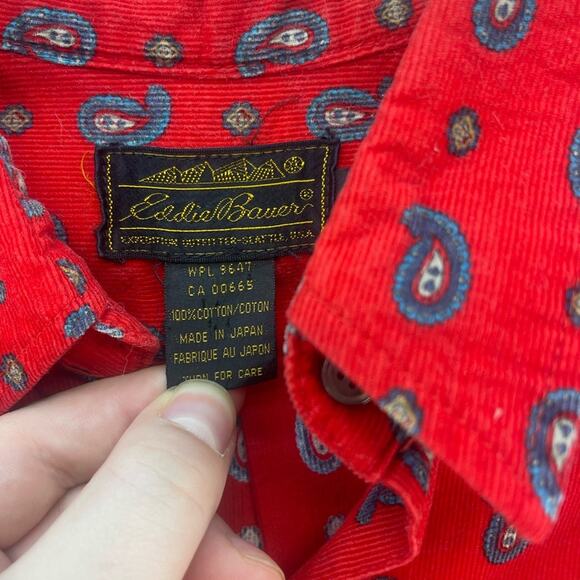 Eddie Bauer®
EXPEDITION OUTFITTER-SEATTLE, U.S.A.
WPL 8647
CA 00665
100% COTTON/COTON
MADE IN JAPAN
FABRIQUE AU JAPON
TURN FOR CARE